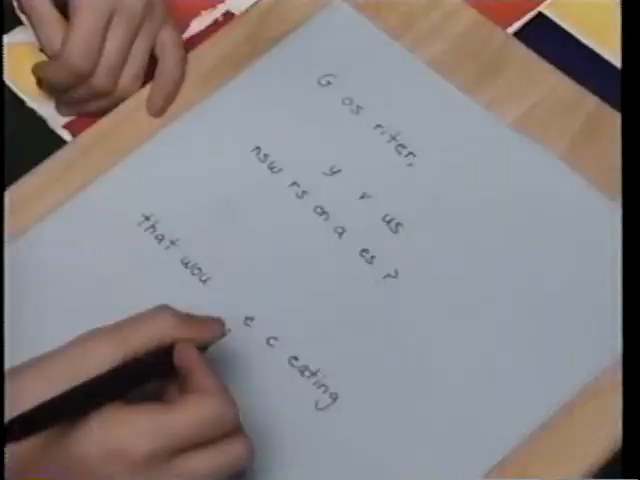 G os riter,
y r us
nsw rs on a es ?
that wou e c eating